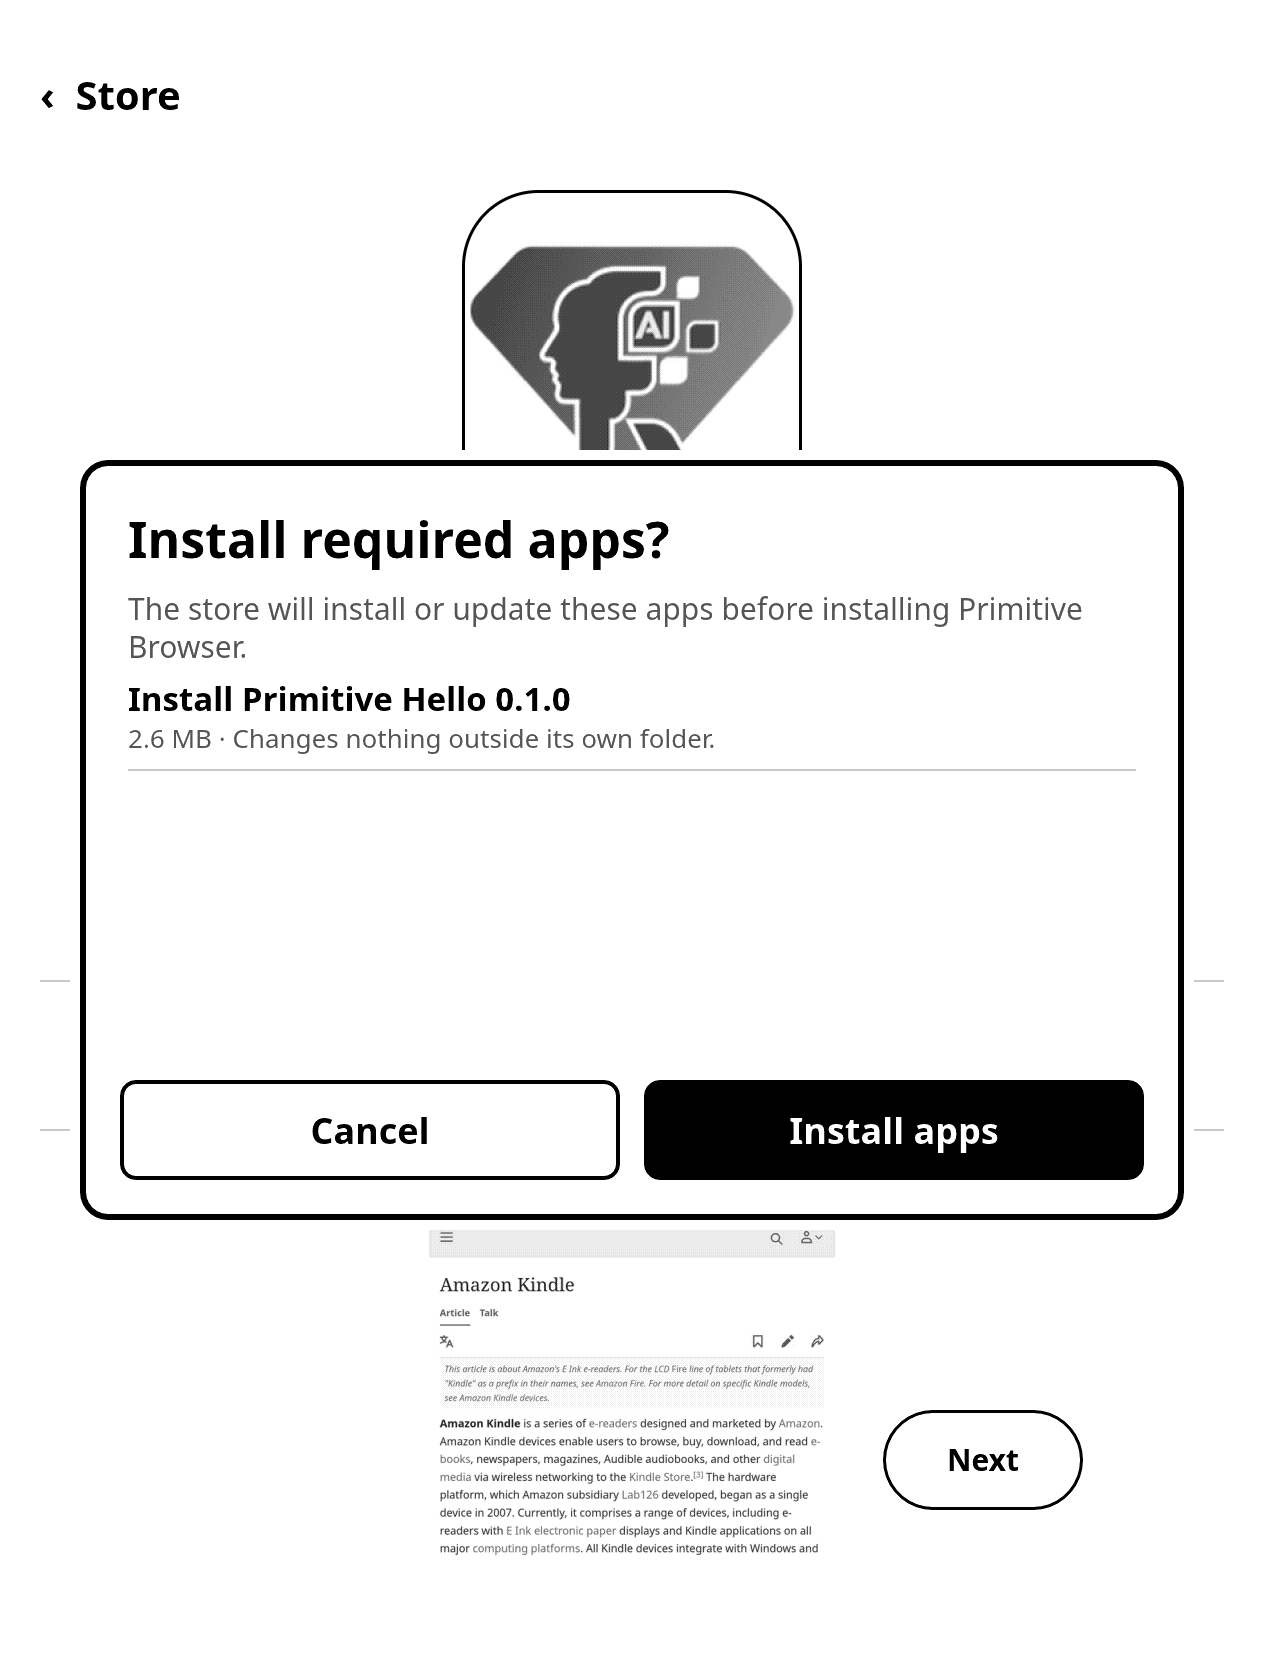 ‹ Store
AI
Install required apps?
The store will install or update these apps before installing Primitive
Browser.
Install Primitive Hello 0.1.0
2.6 MB · Changes nothing outside its own folder.
Cancel
Install apps
Amazon Kindle
Article Talk
This article is about Amazon's E Ink e-readers. For the LCD Fire line of tablets that formerly had
"Kindle" as a prefix in their names, see Amazon Fire. For more detail on specific Kindle models,
see Amazon Kindle devices.
Amazon Kindle is a series of e-readers designed and marketed by Amazon.
Amazon Kindle devices enable users to browse, buy, download, and read e-
books, newspapers, magazines, Audible audiobooks, and other digital
media via wireless networking to the Kindle Store.[3] The hardware
platform, which Amazon subsidiary Lab126 developed, began as a single
device in 2007. Currently, it comprises a range of devices, including e-
readers with E Ink electronic paper displays and Kindle applications on all
major computing platforms. All Kindle devices integrate with Windows and
Next